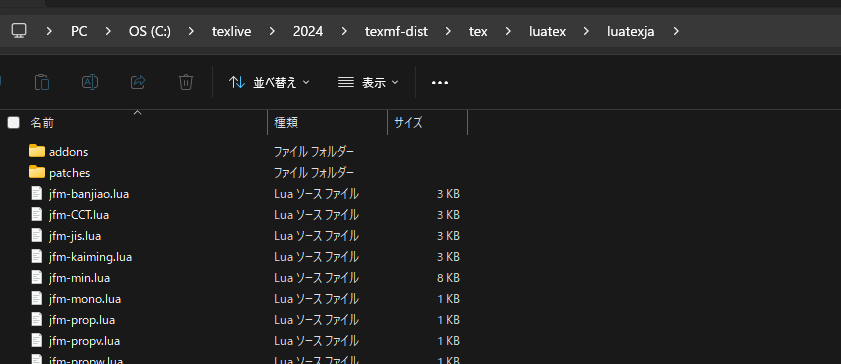 PC > OS (C:) > texlive > 2024 > texmf-dist > tex > luatex > luatexja >
並べ替え 表示 ...
名前 種類 サイズ
addons ファイル フォルダー
patches ファイル フォルダー
jfm-banjiao.lua Lua ソース ファイル 3 KB
jfm-CCT.lua Lua ソース ファイル 3 KB
jfm-jis.lua Lua ソース ファイル 3 KB
jfm-kaiming.lua Lua ソース ファイル 3 KB
jfm-min.lua Lua ソース ファイル 8 KB
jfm-mono.lua Lua ソース ファイル 1 KB
jfm-prop.lua Lua ソース ファイル 1 KB
jfm-propv.lua Lua ソース ファイル 1 KB
jfm-propw.lua Lua ソース ファイル 1 KB